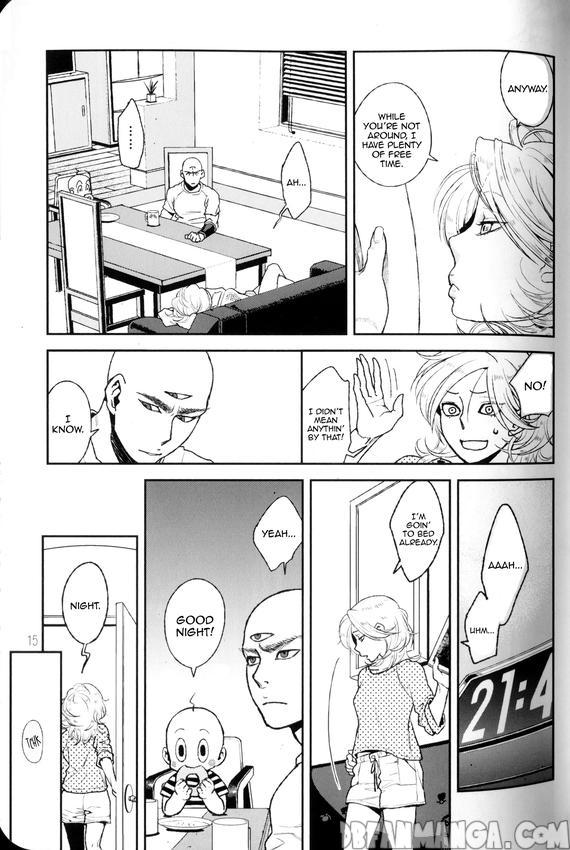 ANYWAY.
WHILE
YOU'RE NOT
AROUND, I
HAVE PLENTY
OF FREE
TIME.
AH...
......
NO!
I DIDN'T
MEAN
ANYTHIN'
BY THAT!
I
KNOW.
AAAH...
UHM...
21:4
I'M
GOIN'
TO BED
ALREADY.
YEAH...
GOOD
NIGHT!
NIGHT.
TCHK
15
DBFANMANGA.COM